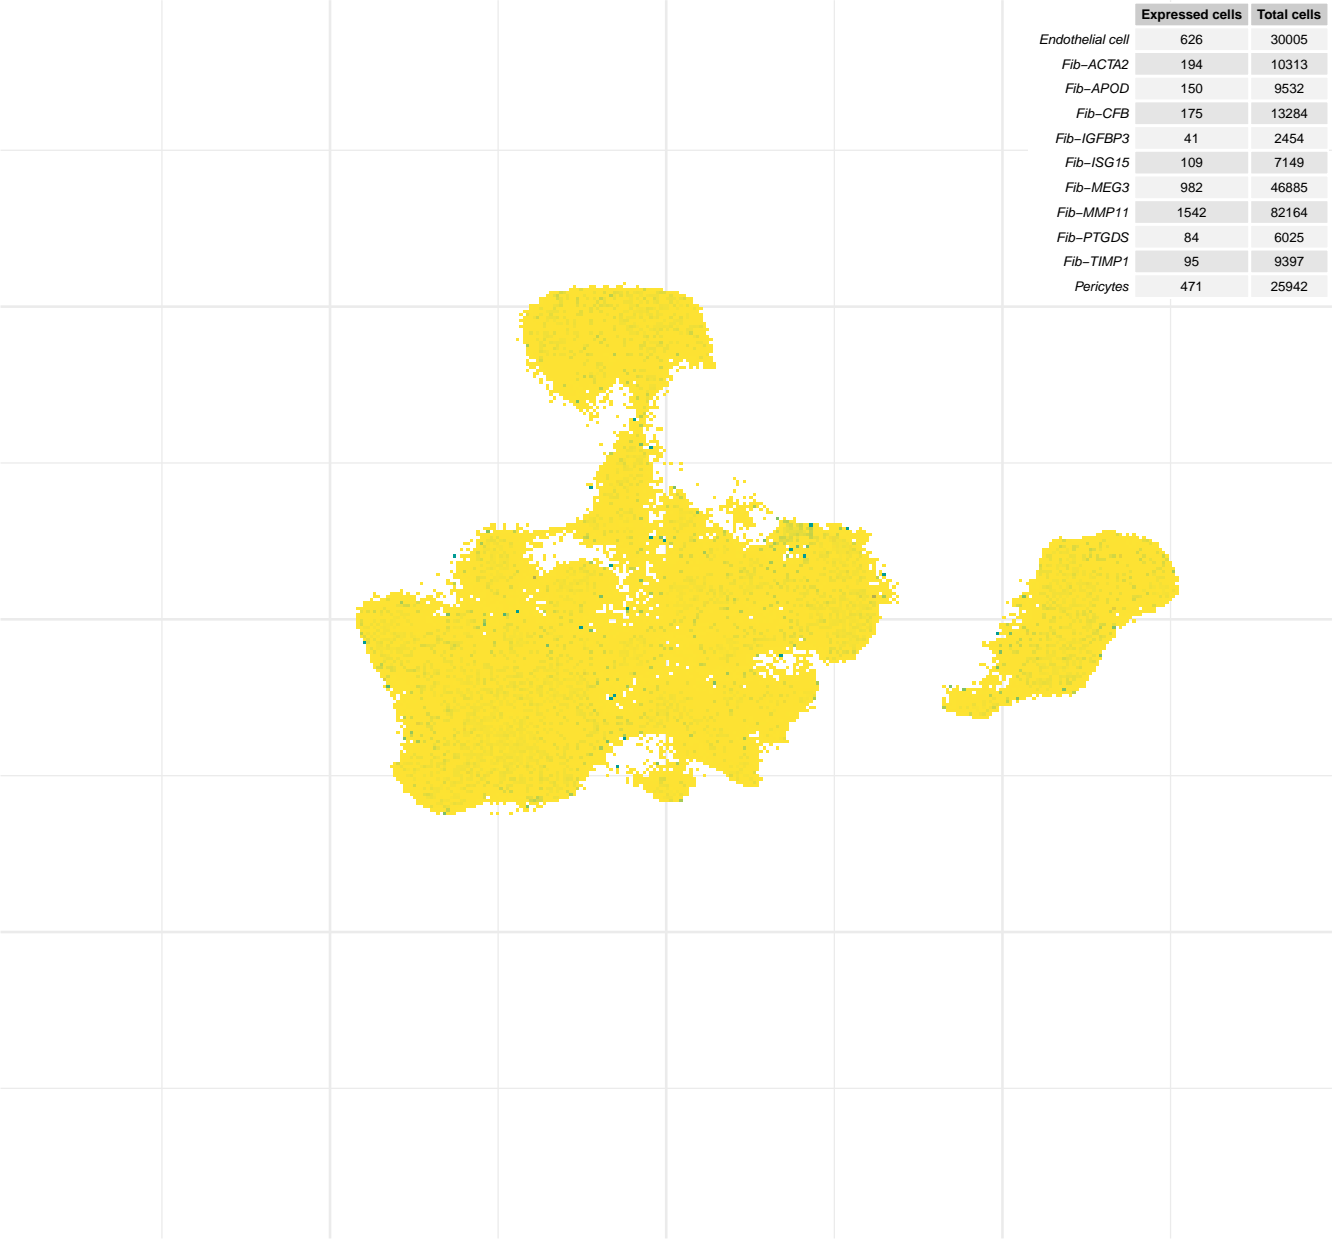 Expressed cells Total cells
Endothelial cell 626 30005
Fib−ACTA2 194 10313
Fib−APOD 150 9532
Fib−CFB 175 13284
Fib−IGFBP3 41 2454
Fib−ISG15 109 7149
Fib−MEG3 982 46885
Fib−MMP11 1542 82164
Fib−PTGDS 84 6025
Fib−TIMP1 95 9397
Pericytes 471 25942